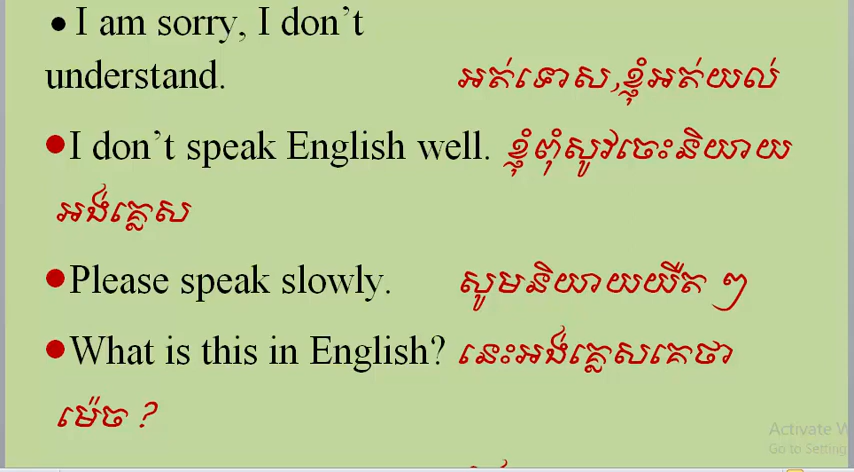 • I am sorry, I don’t
understand. អត់ទោស,ខ្ញុំអត់យល់
•I don’t speak English well. ខ្ញុំពុំសូវចេះនិយាយ
អង់គ្លេស
•Please speak slowly. សូមនិយាយយឺត ៗ
•What is this in English? នេះអង់គ្លេសគេថា
ម៉េច ?
Activate W
Go to Setting